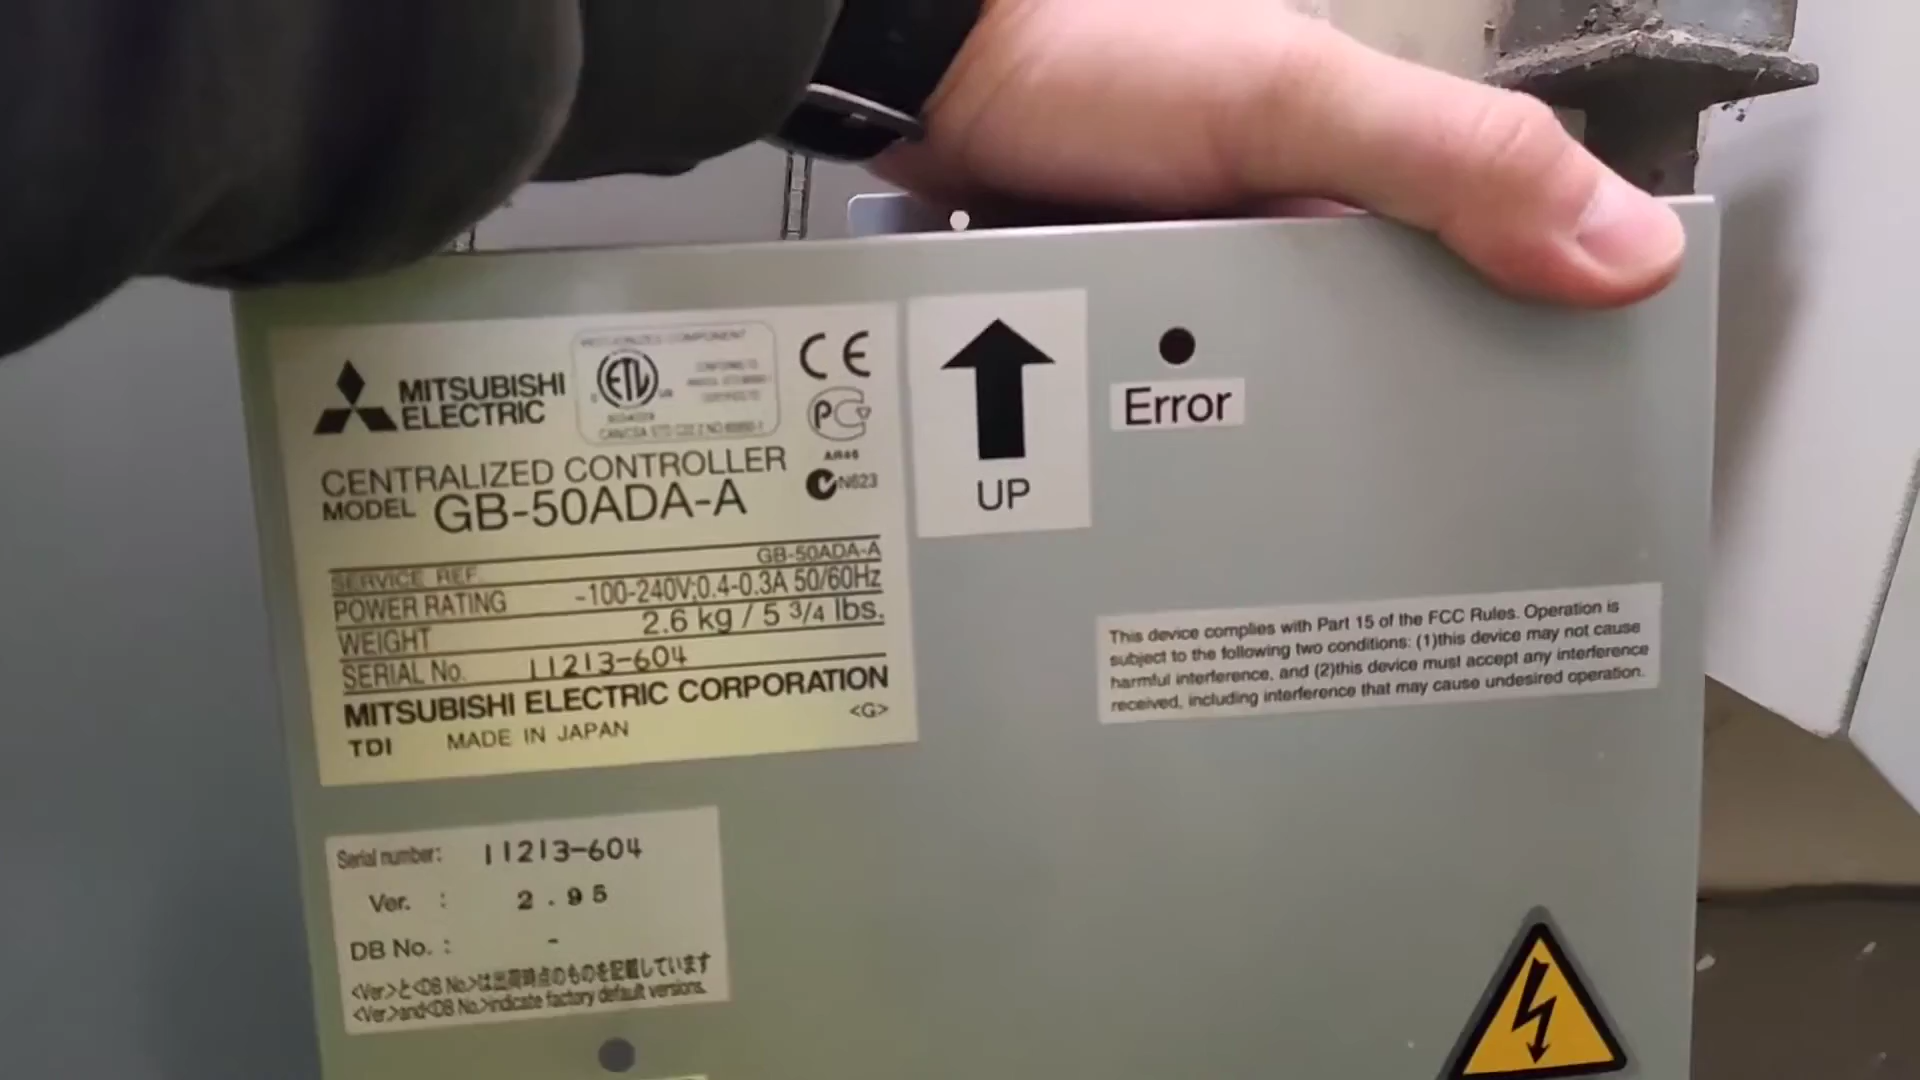 MITSUBISHI
ELECTRIC
RECOGNIZED COMPONENT
ETL
CE
CENTRALIZED CONTROLLER
MODEL GB-50ADA-A
N623
SERVICE REF. GB-50ADA-A
POWER RATING ~100-240V;0.4-0.3A 50/60Hz
WEIGHT 2.6 kg / 5 3/4 lbs.
SERIAL No. 11213-604
MITSUBISHI ELECTRIC CORPORATION
<G>
TDI MADE IN JAPAN
UP
Error
This device complies with Part 15 of the FCC Rules. Operation is
subject to the following two conditions: (1)this device may not cause
harmful interference, and (2)this device must accept any interference
received, including interference that may cause undesired operation.
Serial number: 11213-604
Ver. : 2.95
DB No. : -
<Ver>と<DB No.>は出荷時点のものを記載しています
<Ver>and<DB No.>indicate factory default versions.